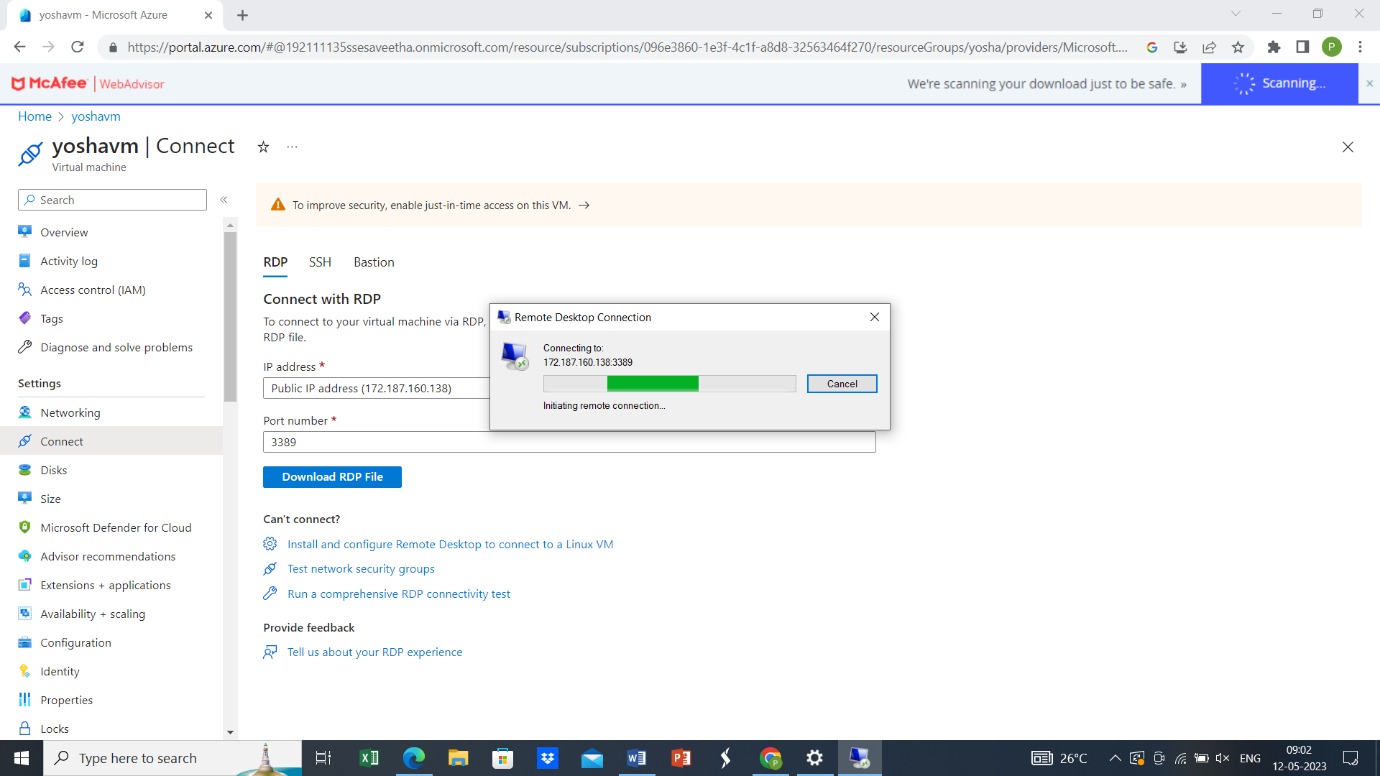 yoshavm - Microsoft Azure
https://portal.azure.com/#@192111135ssesaveetha.onmicrosoft.com/resource/subscriptions/096e3860-1e3f-4c1f-a8d8-32563464f270/resourceGroups/yosha/providers/Microsoft....
G
P
McAfee | WebAdvisor
We're scanning your download just to be safe. »
Scanning...
Home > yoshavm
yoshavm | Connect
Virtual machine
Search
«
To improve security, enable just-in-time access on this VM. →
Overview
Activity log
Access control (IAM)
Tags
Diagnose and solve problems
Settings
Networking
Connect
Disks
Size
Microsoft Defender for Cloud
Advisor recommendations
Extensions + applications
Availability + scaling
Configuration
Identity
Properties
Locks
RDP SSH Bastion
Connect with RDP
To connect to your virtual machine via RDP,
RDP file.
IP address *
Public IP address (172.187.160.138)
Port number *
3389
Download RDP File
Can't connect?
Install and configure Remote Desktop to connect to a Linux VM
Test network security groups
Run a comprehensive RDP connectivity test
Provide feedback
Tell us about your RDP experience
Remote Desktop Connection
Connecting to:
172.187.160.138:3389
Cancel
Initiating remote connection...
Type here to search
26°C
ENG
09:02
12-05-2023